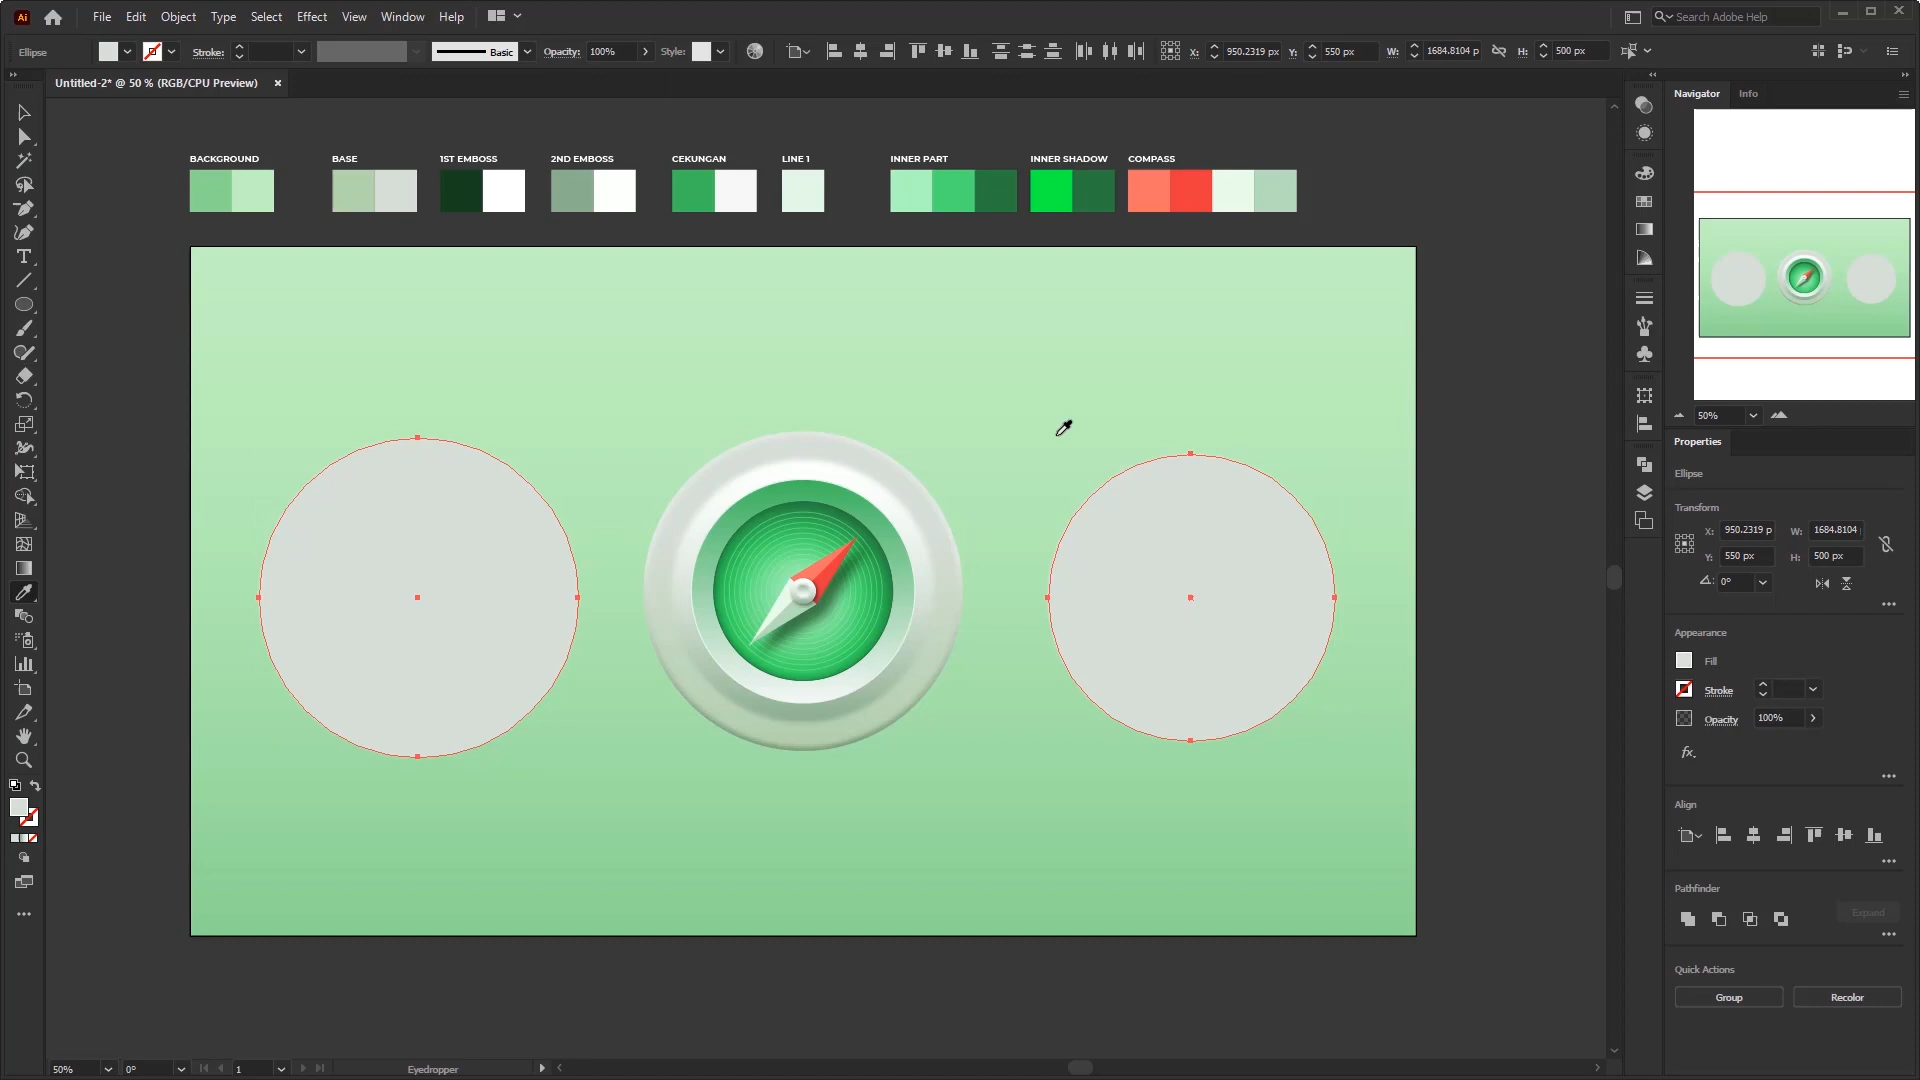 Ai
File Edit Object Type Select Effect View Window Help
Search Adobe Help
Ellipse
Stroke:
Basic
Opacity: 100%
Style:
X: 950.2319 px
Y: 550 px
W: 1684.8104 p
H: 500 px
Untitled-2* @ 50 % (RGB/CPU Preview)
BACKGROUND
BASE
1ST EMBOSS
2ND EMBOSS
CEKUNGAN
LINE 1
INNER PART
INNER SHADOW
COMPASS
Navigator Info
50%
Properties
Ellipse
Transform
X: 950.2319 p
W: 1684.8104
Y: 550 px
H: 500 px
0°
Appearance
Fill
Stroke
Opacity 100%
fx.
Align
Pathfinder
Expand
Quick Actions
Group
Recolor
50%
0°
1
Eyedropper